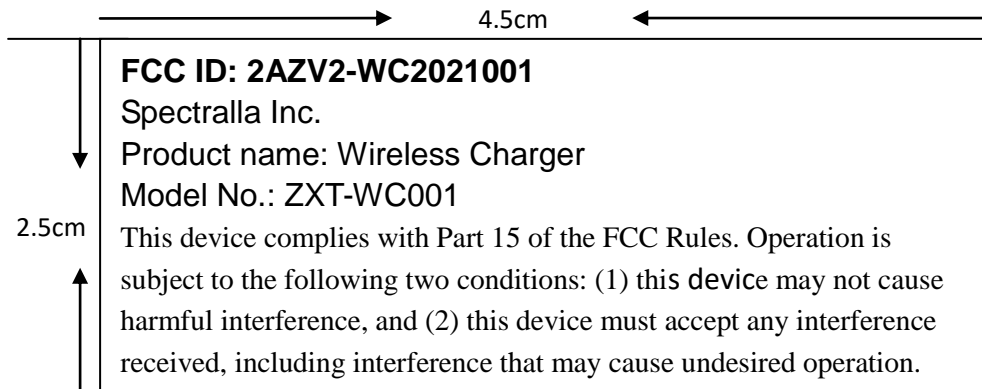 4.5cm
FCC ID: 2AZV2-WC2021001
Spectralla Inc.
Product name: Wireless Charger
Model No.: ZXT-WC001
2.5cm
This device complies with Part 15 of the FCC Rules. Operation is
subject to the following two conditions: (1) this device may not cause
harmful interference, and (2) this device must accept any interference
received, including interference that may cause undesired operation.